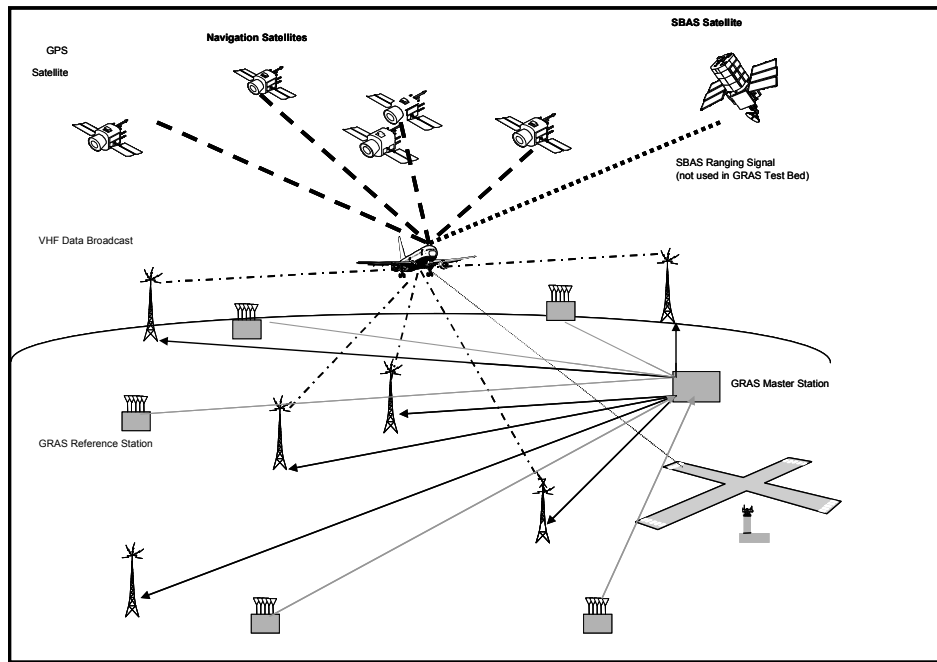 SBAS Satellite
Navigation Satellites
GPS
Satellite
SBAS Ranging Signal
(not used in GRAS Test Bed)
VHF Data Broadcast
GRAS Master Station
GRAS Reference Station